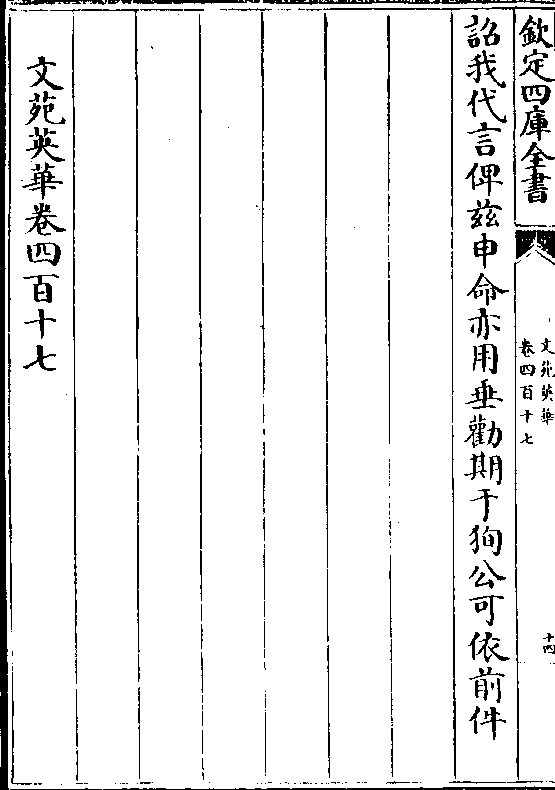 欽定四庫全書
文苑英華
卷四百十七
十四
詔我代言俾茲申命亦用垂勸期于狥公可依前件
文苑英華卷四百十七